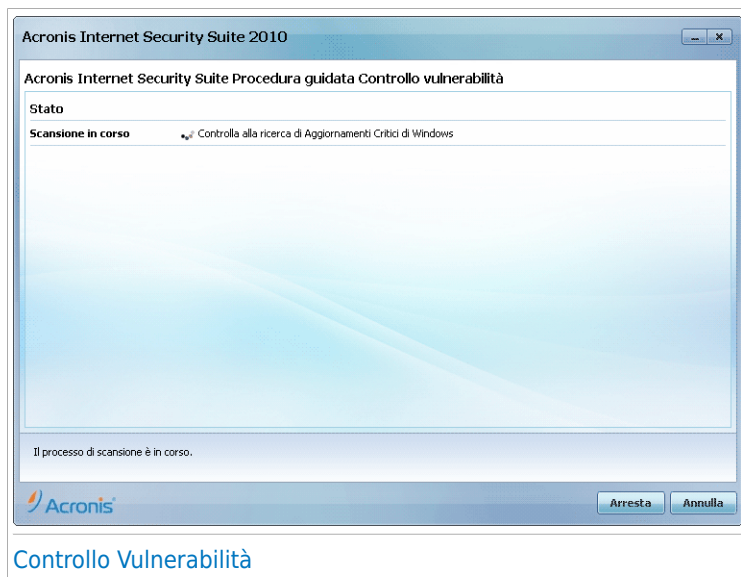 Acronis Internet Security Suite 2010
Acronis Internet Security Suite Procedura guidata Controllo vulnerabilità
Stato
Scansione in corso Controlla alla ricerca di Aggiornamenti Critici di Windows
Il processo di scansione è in corso.
Acronis
Arresta Annulla
Controllo Vulnerabilità